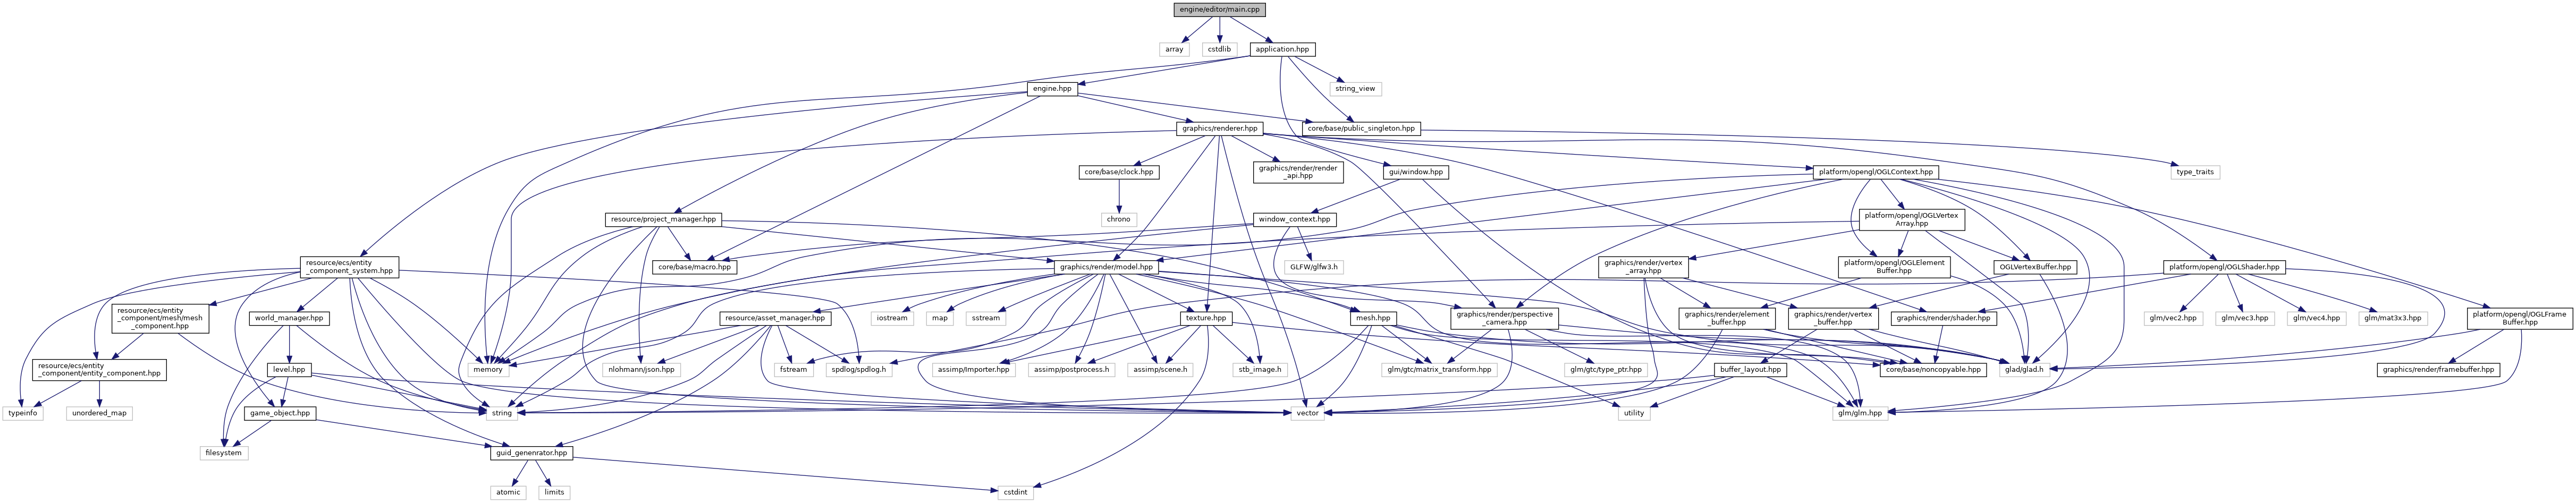 engine/editor/main.cpp
array
cstdlib
application.hpp
engine.hpp
string_view
graphics/renderer.hpp
core/base/public_singleton.hpp
core/base/clock.hpp
graphics/render/render
_api.hpp
gui/window.hpp
platform/opengl/OGLContext.hpp
type_traits
resource/project_manager.hpp
chrono
window_context.hpp
platform/opengl/OGLVertex
Array.hpp
resource/ecs/entity
_component_system.hpp
core/base/macro.hpp
graphics/render/model.hpp
GLFW/glfw3.h
graphics/render/vertex
_array.hpp
platform/opengl/OGLElement
Buffer.hpp
OGLVertexBuffer.hpp
platform/opengl/OGLShader.hpp
resource/ecs/entity
_component/mesh/mesh
_component.hpp
world_manager.hpp
resource/asset_manager.hpp
iostream
map
sstream
texture.hpp
mesh.hpp
graphics/render/perspective
_camera.hpp
graphics/render/element
_buffer.hpp
graphics/render/vertex
_buffer.hpp
graphics/render/shader.hpp
glm/vec2.hpp
glm/vec3.hpp
glm/vec4.hpp
glm/mat3x3.hpp
platform/opengl/OGLFrame
Buffer.hpp
resource/ecs/entity
_component/entity_component.hpp
level.hpp
memory
nlohmann/json.hpp
fstream
spdlog/spdlog.h
assimp/Importer.hpp
assimp/postprocess.h
assimp/scene.h
stb_image.h
glm/gtc/matrix_transform.hpp
glm/gtc/type_ptr.hpp
buffer_layout.hpp
core/base/noncopyable.hpp
glad/glad.h
graphics/render/framebuffer.hpp
typeinfo
unordered_map
game_object.hpp
string
vector
utility
glm/glm.hpp
filesystem
guid_genenrator.hpp
atomic
limits
cstdint